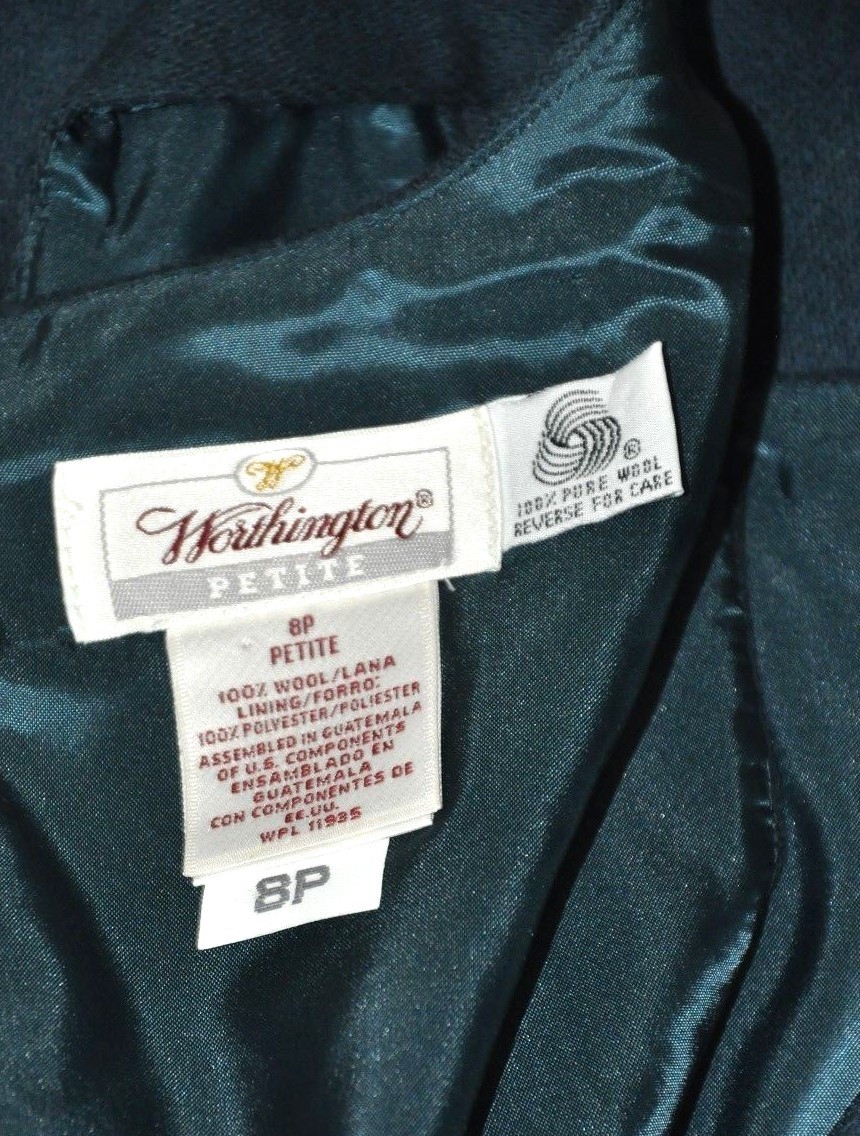 Worthington®
PETITE
®
100% PURE WOOL
REVERSE FOR CARE
8P
PETITE
100% WOOL/LANA
LINING/FORRO:
100% POLYESTER/POLIESTER
ASSEMBLED IN GUATEMALA
OF U.S. COMPONENTS
ENSAMBLADO EN
GUATEMALA
CON COMPONENTES DE
EE.UU.
WPL 11935
8P